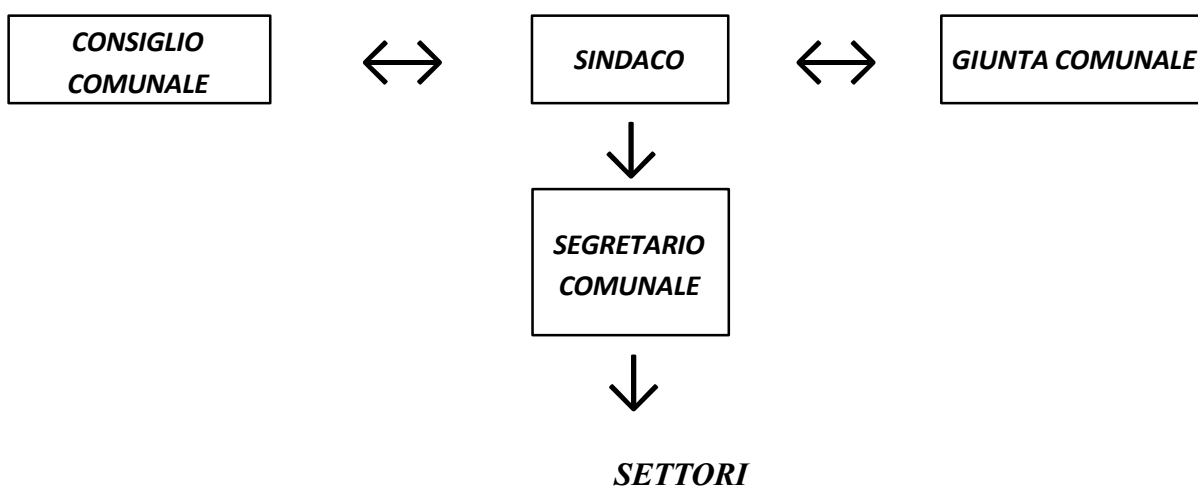 CONSIGLIO
COMUNALE
SINDACO
GIUNTA COMUNALE
SEGRETARIO
COMUNALE
SETTORI